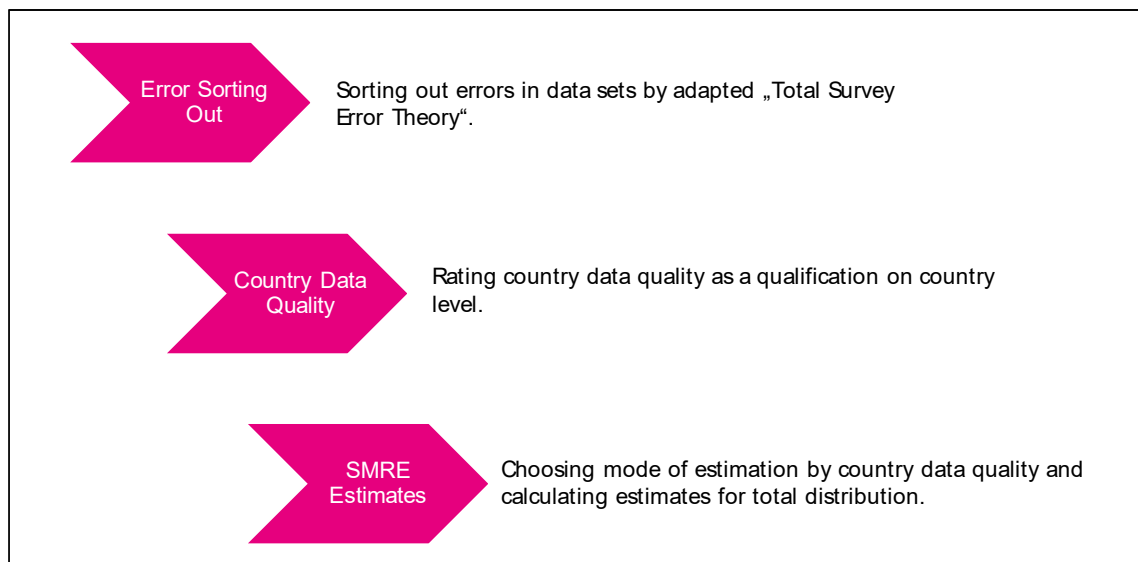 Error Sorting
Out
Sorting out errors in data sets by adapted „Total Survey
Error Theory“.
Country Data
Quality
Rating country data quality as a qualification on country
level.
SMRE
Estimates
Choosing mode of estimation by country data quality and
calculating estimates for total distribution.